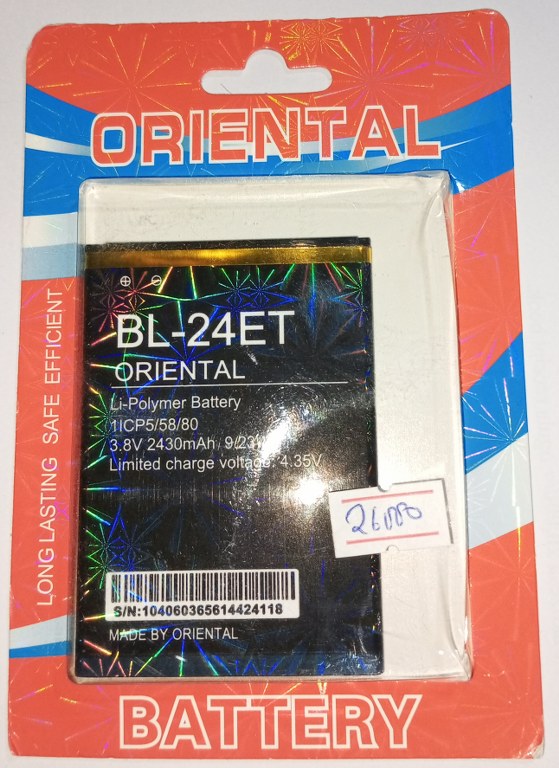 ORIENTAL
LONG LASTING SAFE EFFICIENT
BL-24ET
ORIENTAL
Li-Polymer Battery
1ICP5/58/80
3.8V 2430mAh 9/23
Limited charge voltage: 4.35V
S/N:104060365614424118
MADE BY ORIENTAL
BATTERY